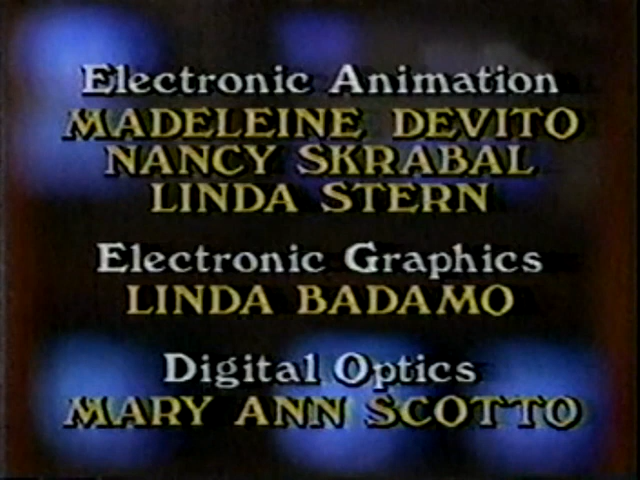 Electronic Animation
MADELEINE DEVITO
NANCY SKRABAL
LINDA STERN
Electronic Graphics
LINDA BADAMO
Digital Optics
MARY ANN SCOTTO